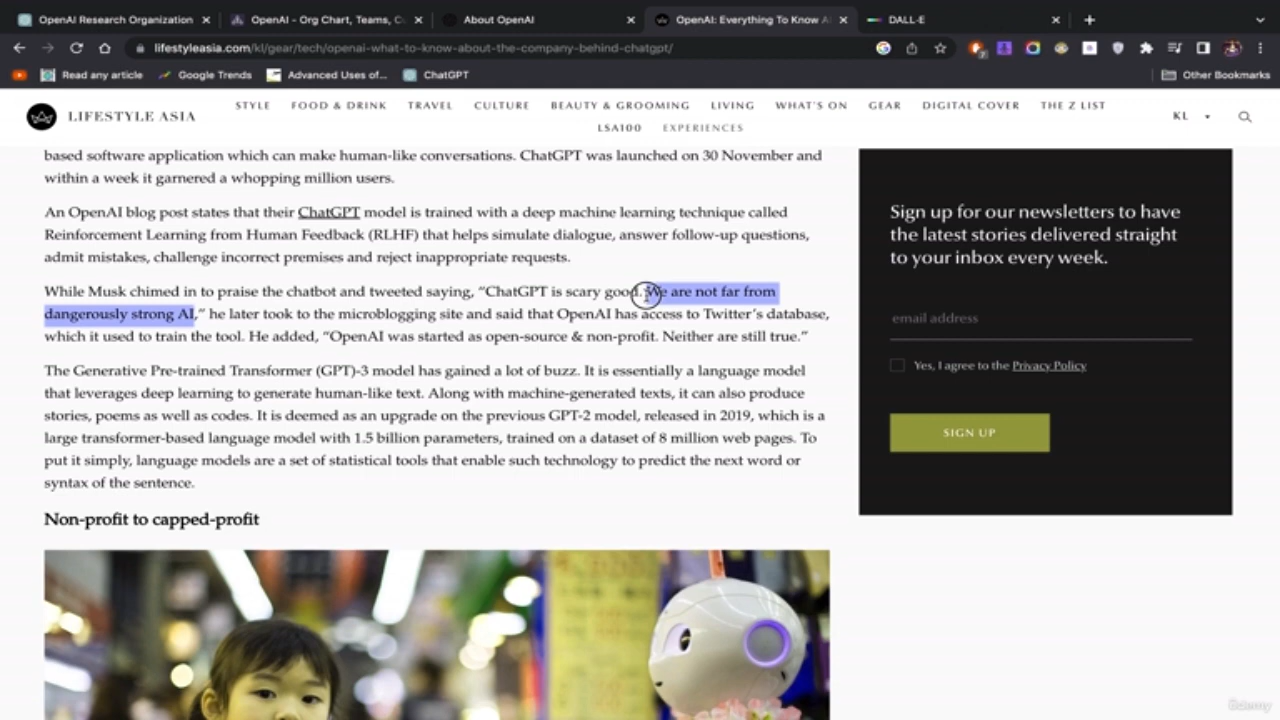 OpenAI Research Organization
OpenAI - Org Chart, Teams, C
About OpenAI
OpenAI: Everything To Know A
DALL·E
lifestyleasia.com/kl/gear/tech/openai-what-to-know-about-the-company-behind-chatgpt/
Read any article
Google Trends
Advanced Uses of...
ChatGPT
Other Bookmarks
LIFESTYLE ASIA
STYLE FOOD & DRINK TRAVEL CULTURE BEAUTY & GROOMING LIVING WHAT'S ON GEAR DIGITAL COVER THE Z LIST
LSA100 EXPERIENCES
KL
based software application which can make human-like conversations. ChatGPT was launched on 30 November and
within a week it garnered a whopping million users.
An OpenAI blog post states that their ChatGPT model is trained with a deep machine learning technique called
Reinforcement Learning from Human Feedback (RLHF) that helps simulate dialogue, answer follow-up questions,
admit mistakes, challenge incorrect premises and reject inappropriate requests.
While Musk chimed in to praise the chatbot and tweeted saying, “ChatGPT is scary good. We are not far from
dangerously strong AI,” he later took to the microblogging site and said that OpenAI has access to Twitter’s database,
which it used to train the tool. He added, “OpenAI was started as open-source & non-profit. Neither are still true.”
The Generative Pre-trained Transformer (GPT)-3 model has gained a lot of buzz. It is essentially a language model
that leverages deep learning to generate human-like text. Along with machine-generated texts, it can also produce
stories, poems as well as codes. It is deemed as an upgrade on the previous GPT-2 model, released in 2019, which is a
large transformer-based language model with 1.5 billion parameters, trained on a dataset of 8 million web pages. To
put it simply, language models are a set of statistical tools that enable such technology to predict the next word or
syntax of the sentence.
Non-profit to capped-profit
Sign up for our newsletters to have
the latest stories delivered straight
to your inbox every week.
email address
Yes, I agree to the Privacy Policy
SIGN UP
Udemy